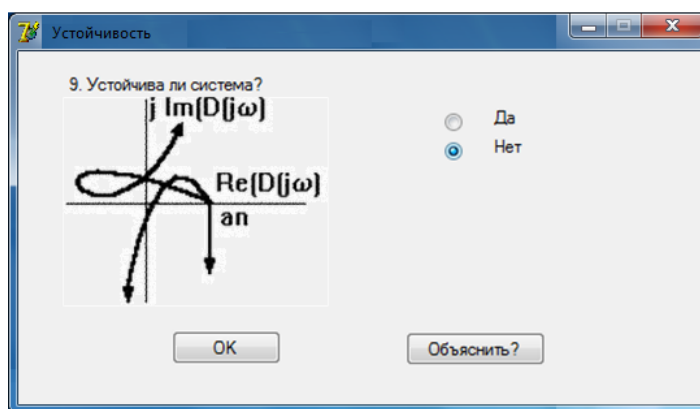 Устойчивость
9. Устойчива ли система?
j Im(D(jω)
Re(D(jω)
an
Да
Нет
OK
Объяснить?